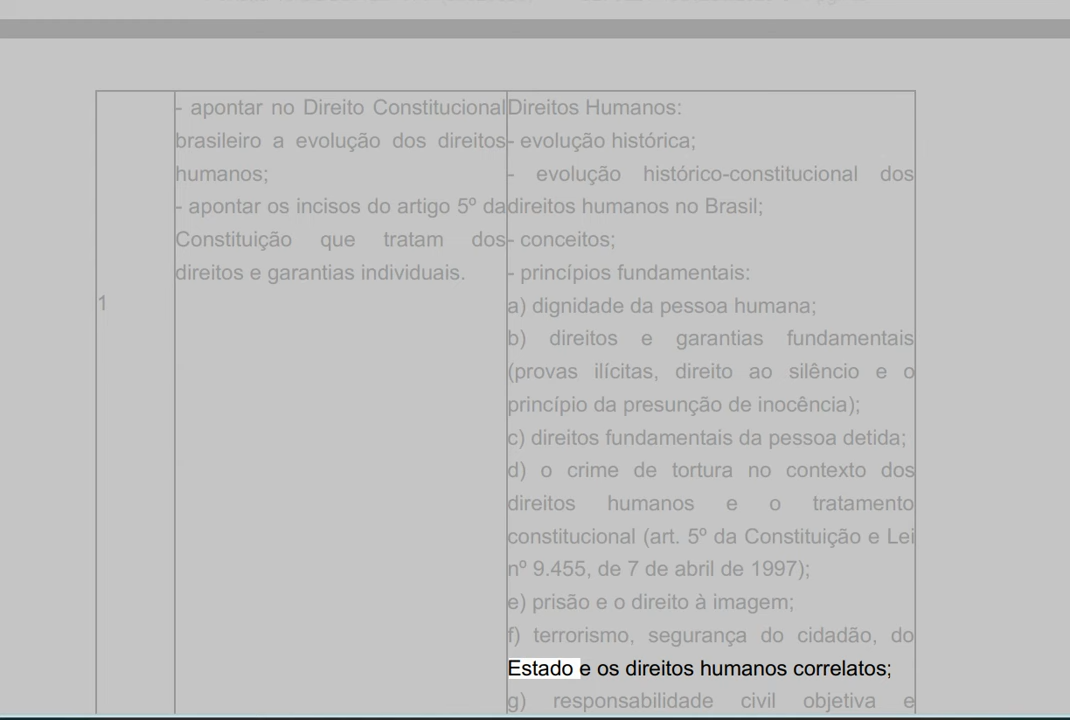 - apontar no Direito Constitucional
brasileiro a evolução dos direitos
humanos;
- apontar os incisos do artigo 5º da
Constituição que tratam dos
direitos e garantias individuais.
1
Direitos Humanos:
- evolução histórica;
- evolução histórico-constitucional dos
direitos humanos no Brasil;
- conceitos;
- princípios fundamentais:
a) dignidade da pessoa humana;
b) direitos e garantias fundamentais
(provas ilícitas, direito ao silêncio e o
princípio da presunção de inocência);
c) direitos fundamentais da pessoa detida;
d) o crime de tortura no contexto dos
direitos humanos e o tratamento
constitucional (art. 5º da Constituição e Lei
nº 9.455, de 7 de abril de 1997);
e) prisão e o direito à imagem;
f) terrorismo, segurança do cidadão, do
Estado e os direitos humanos correlatos;
g) responsabilidade civil objetiva e